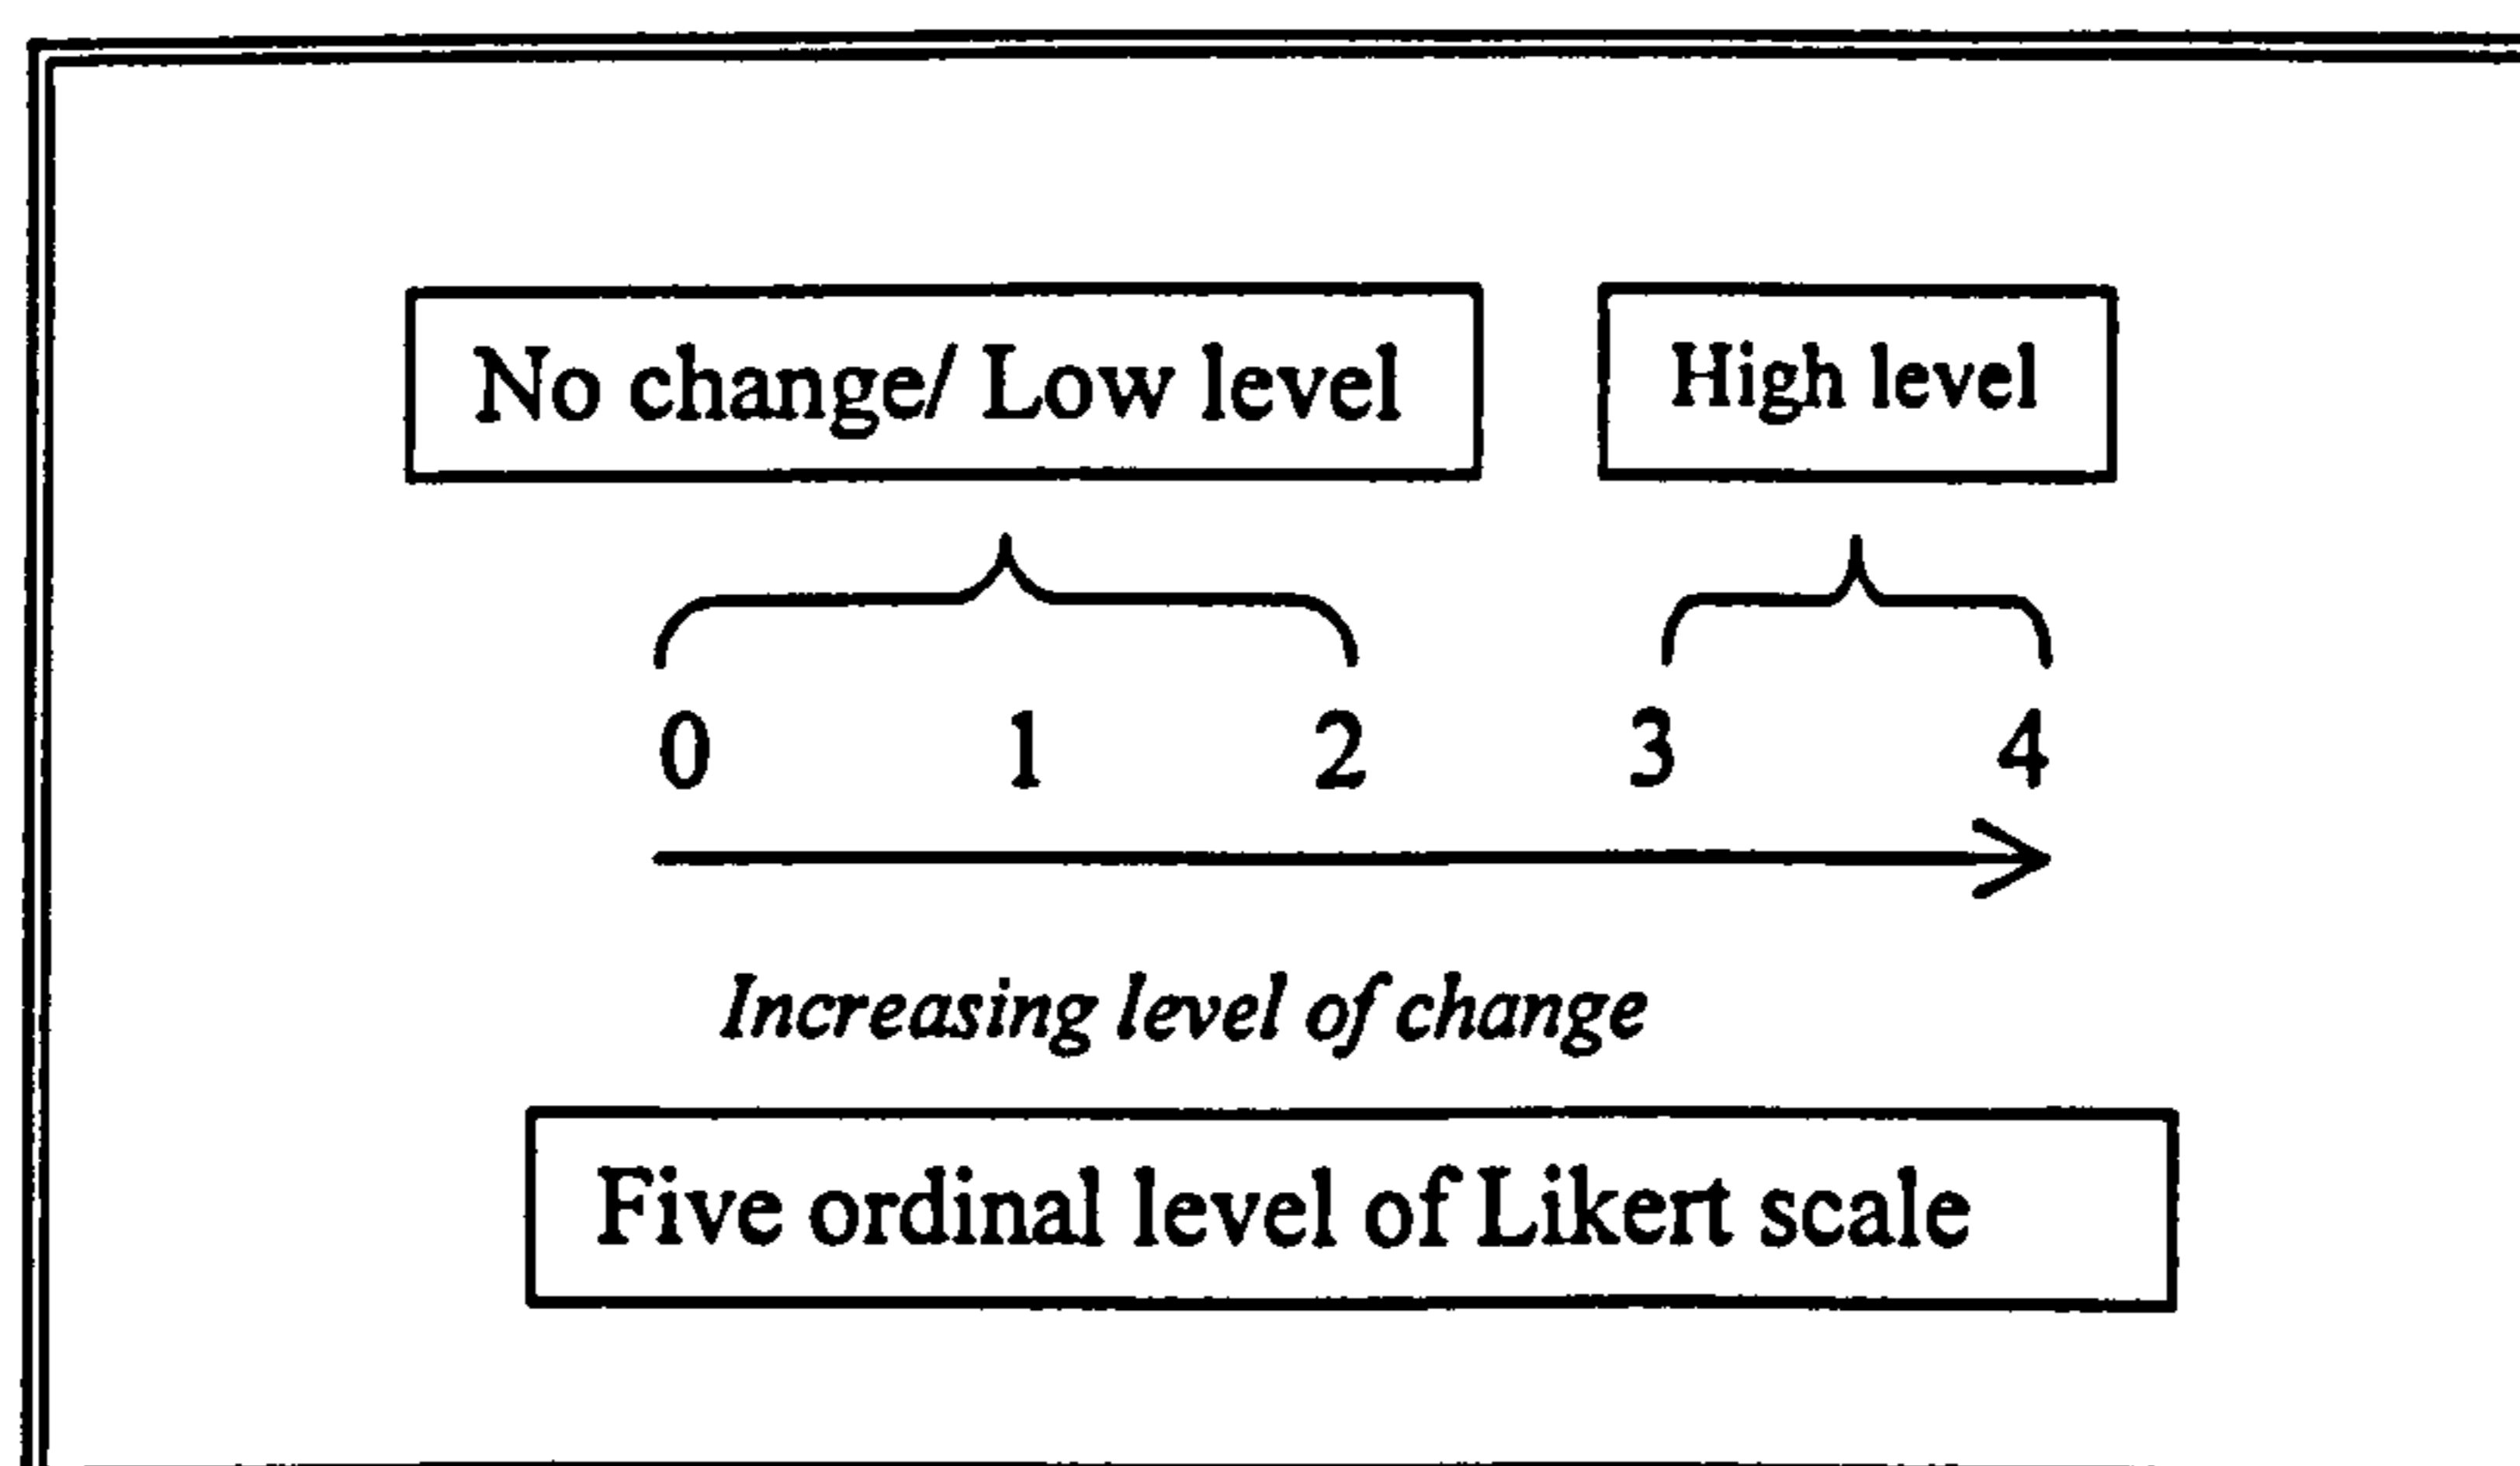 No change/ Low level
High level
0 1 2 3 4
Increasing level of change
Five ordinal level of Likert scale